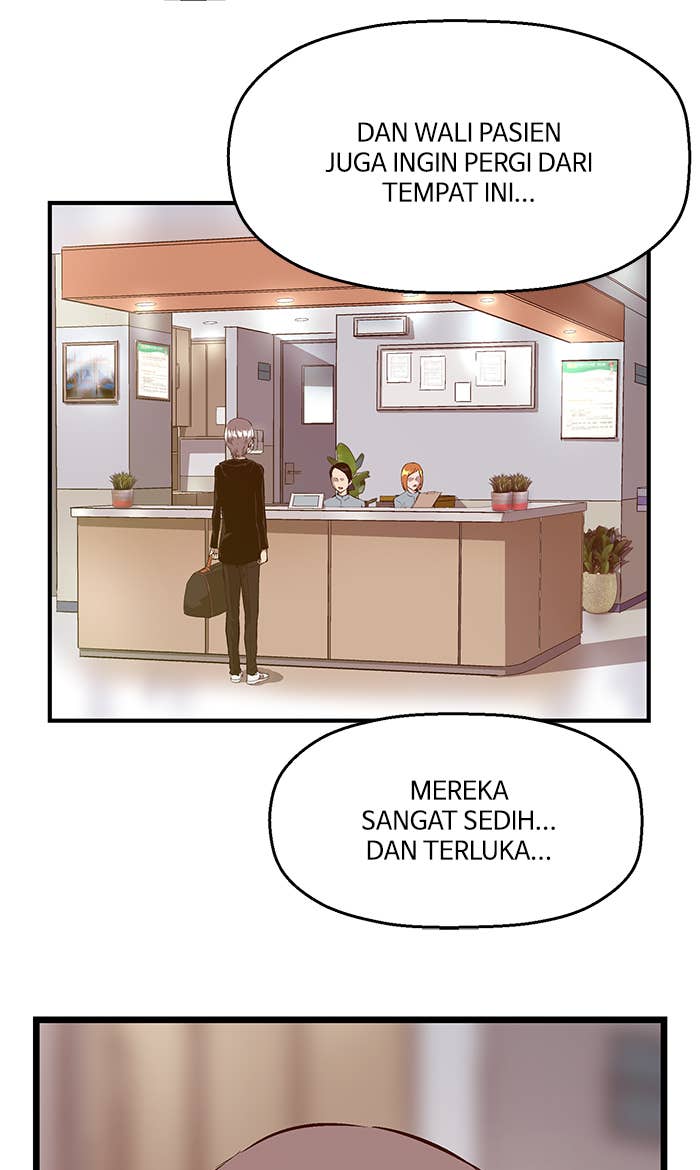 DAN WALI PASIEN
JUGA INGIN PERGI DARI
TEMPAT INI...
MEREKA
SANGAT SEDIH...
DAN TERLUKA...